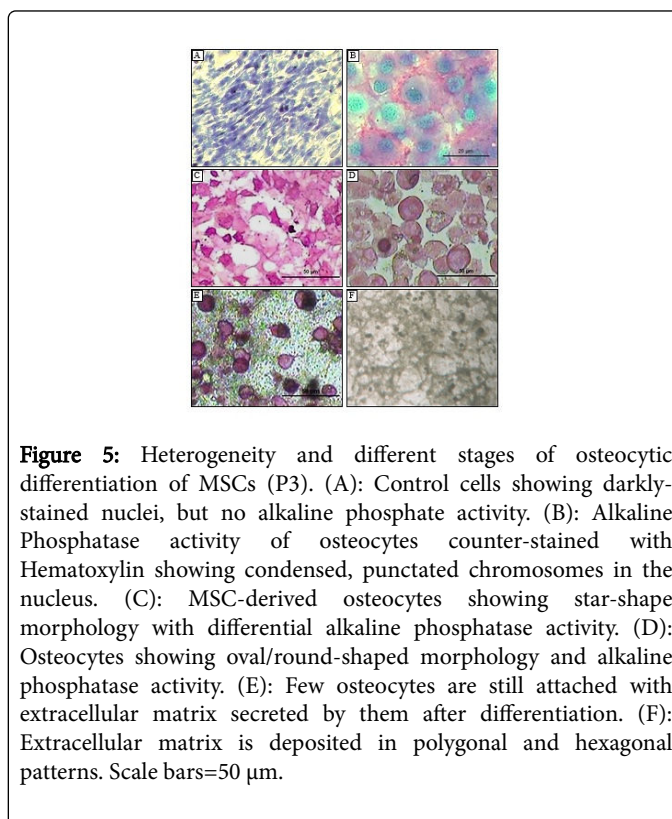 A
B
20 µm
C
50 µm
D
E
F
Figure 5: Heterogeneity and different stages of osteocytic
differentiation of MSCs (P3). (A): Control cells showing darkly-
stained nuclei, but no alkaline phosphate activity. (B): Alkaline
Phosphatase activity of osteocytes counter-stained with
Hematoxylin showing condensed, punctated chromosomes in the
nucleus. (C): MSC-derived osteocytes showing star-shape
morphology with differential alkaline phosphatase activity. (D):
Osteocytes showing oval/round-shaped morphology and alkaline
phosphatase activity. (E): Few osteocytes are still attached with
extracellular matrix secreted by them after differentiation. (F):
Extracellular matrix is deposited in polygonal and hexagonal
patterns. Scale bars=50 µm.